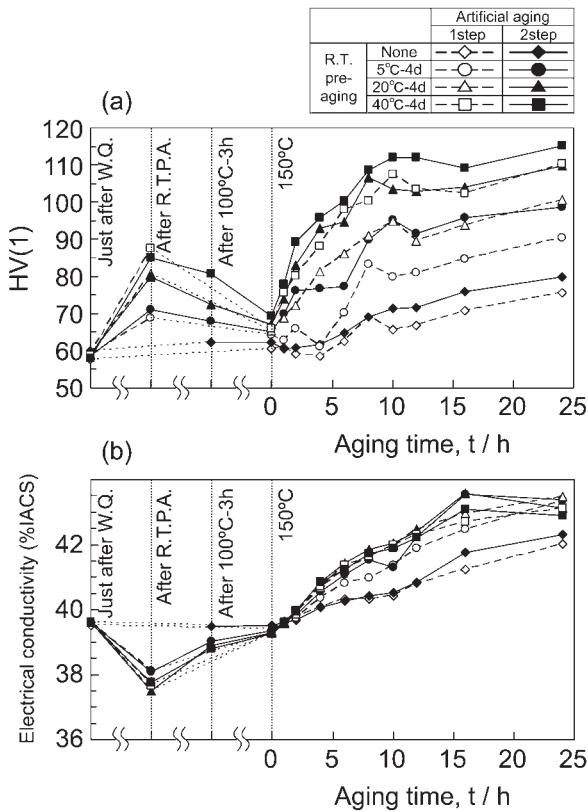 Artificial aging
1step 2step
R.T. pre-aging
None
5°C-4d
20°C-4d
40°C-4d
(a)
120
110
100
90
80
70
60
50
HV(1)
Just after W.Q.
After R.T.P.A.
After 100°C-3h
150°C
0 5 10 15 20 25
Aging time, t / h
(b)
42
40
38
36
Electrical conductivity (%IACS)
Just after W.Q.
After R.T.P.A.
After 100°C-3h
150°C
0 5 10 15 20 25
Aging time, t / h